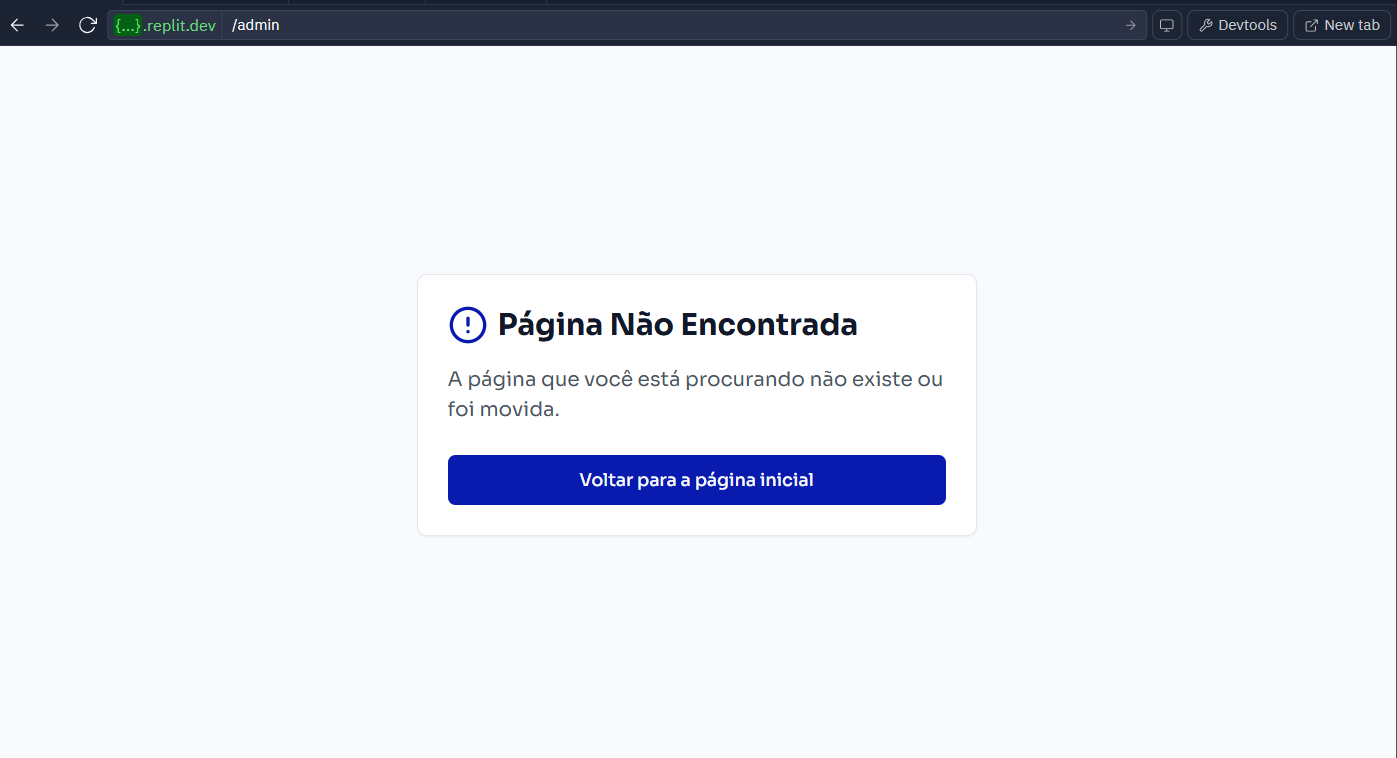 {...}.replit.dev /admin
Devtools
New tab
Página Não Encontrada
A página que você está procurando não existe ou
foi movida.
Voltar para a página inicial